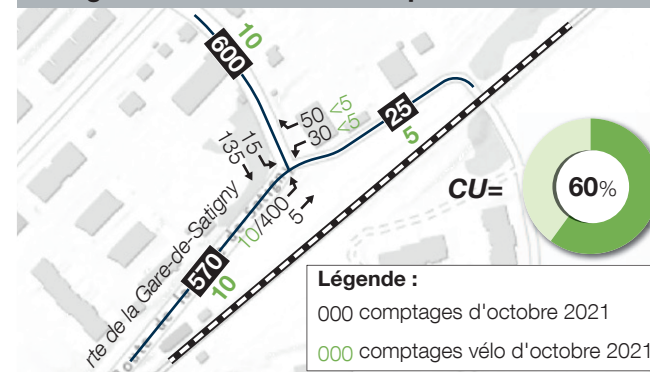 10
600
50 <5
30 <5
25
5
15
135
10/400
5
rte de la Gare-de-Satigny
570
10
CU= 60%
Légende :
000 comptages d'octobre 2021
000 comptages vélo d'octobre 2021